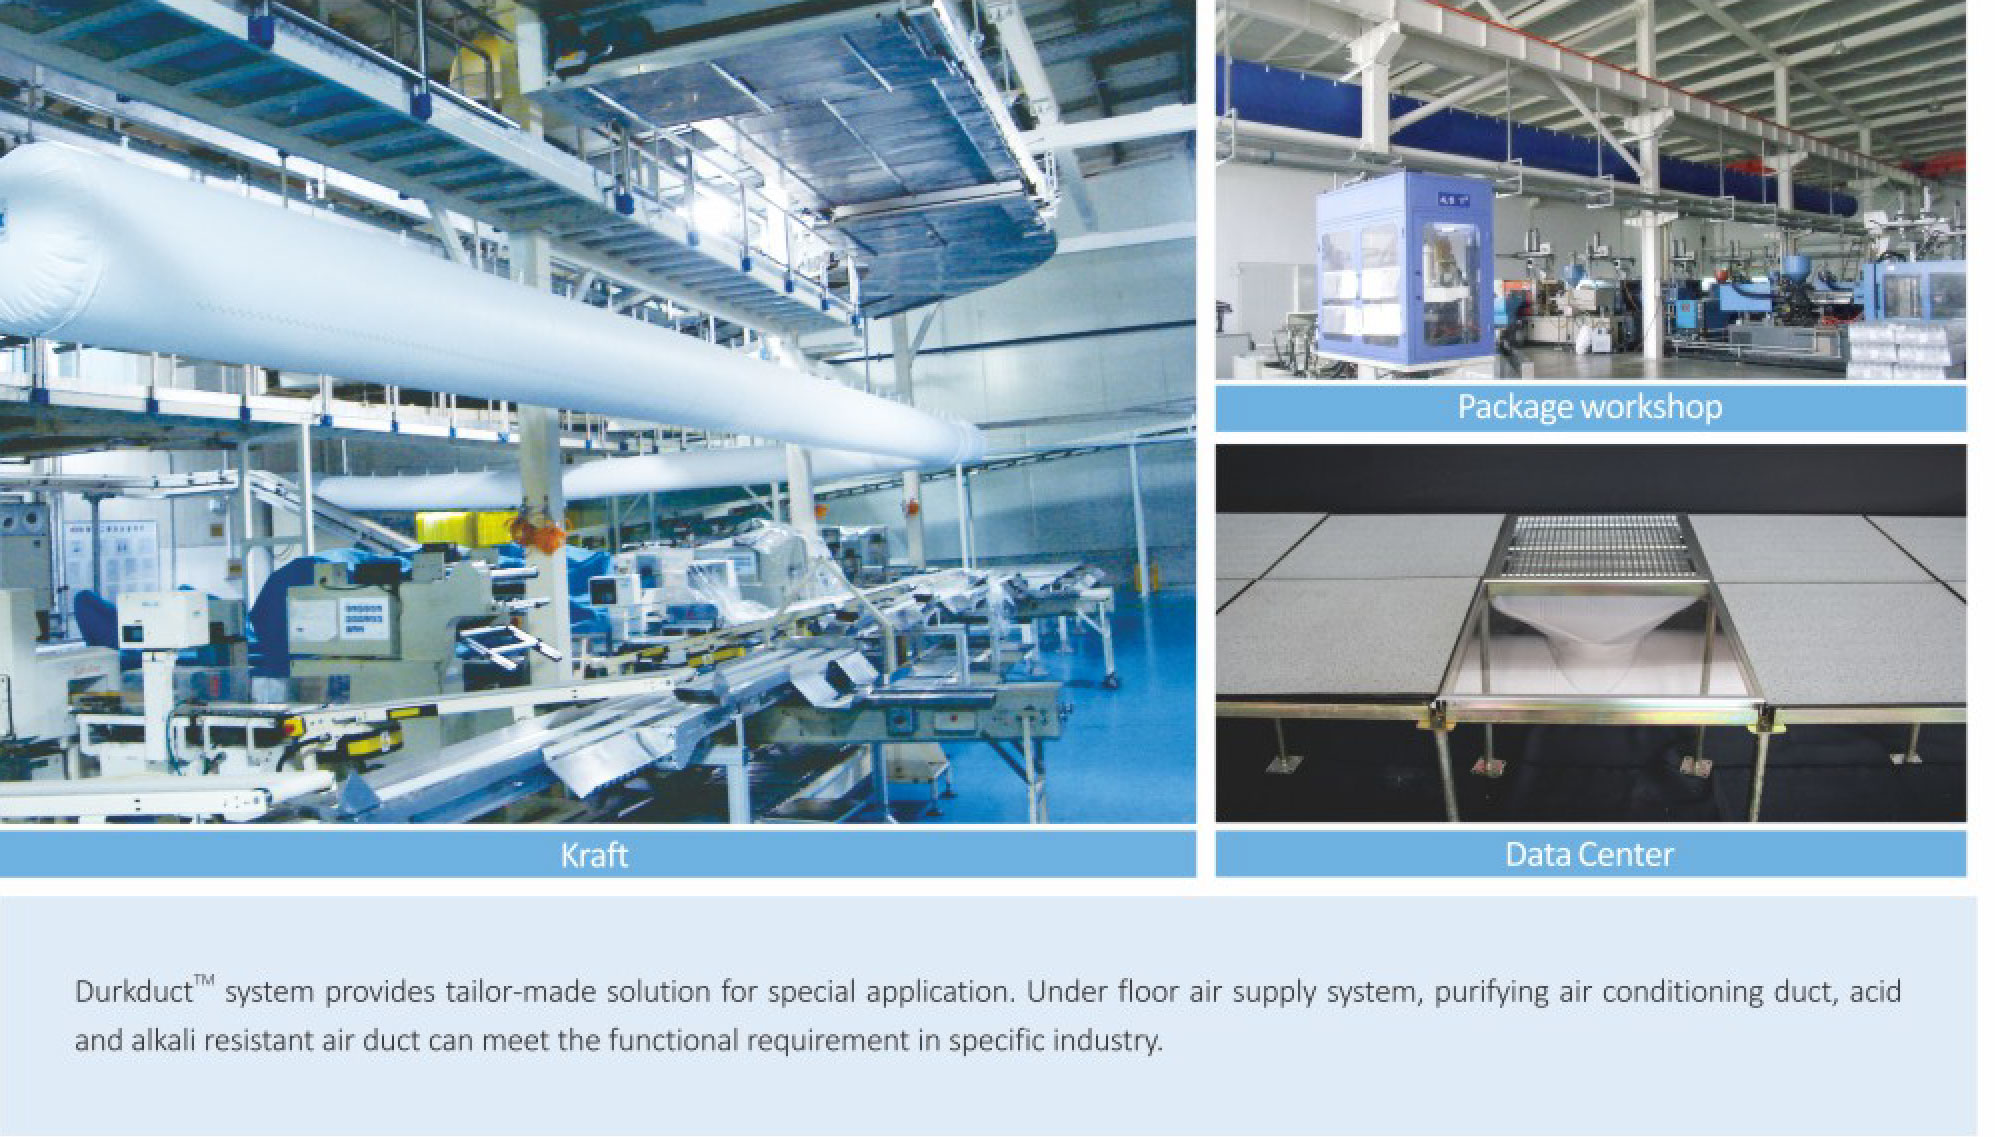 Package workshop
Kraft
Data Center
Durkduct™ system provides tailor-made solution for special application. Under floor air supply system, purifying air conditioning duct, acid
and alkali resistant air duct can meet the functional requirement in specific industry.